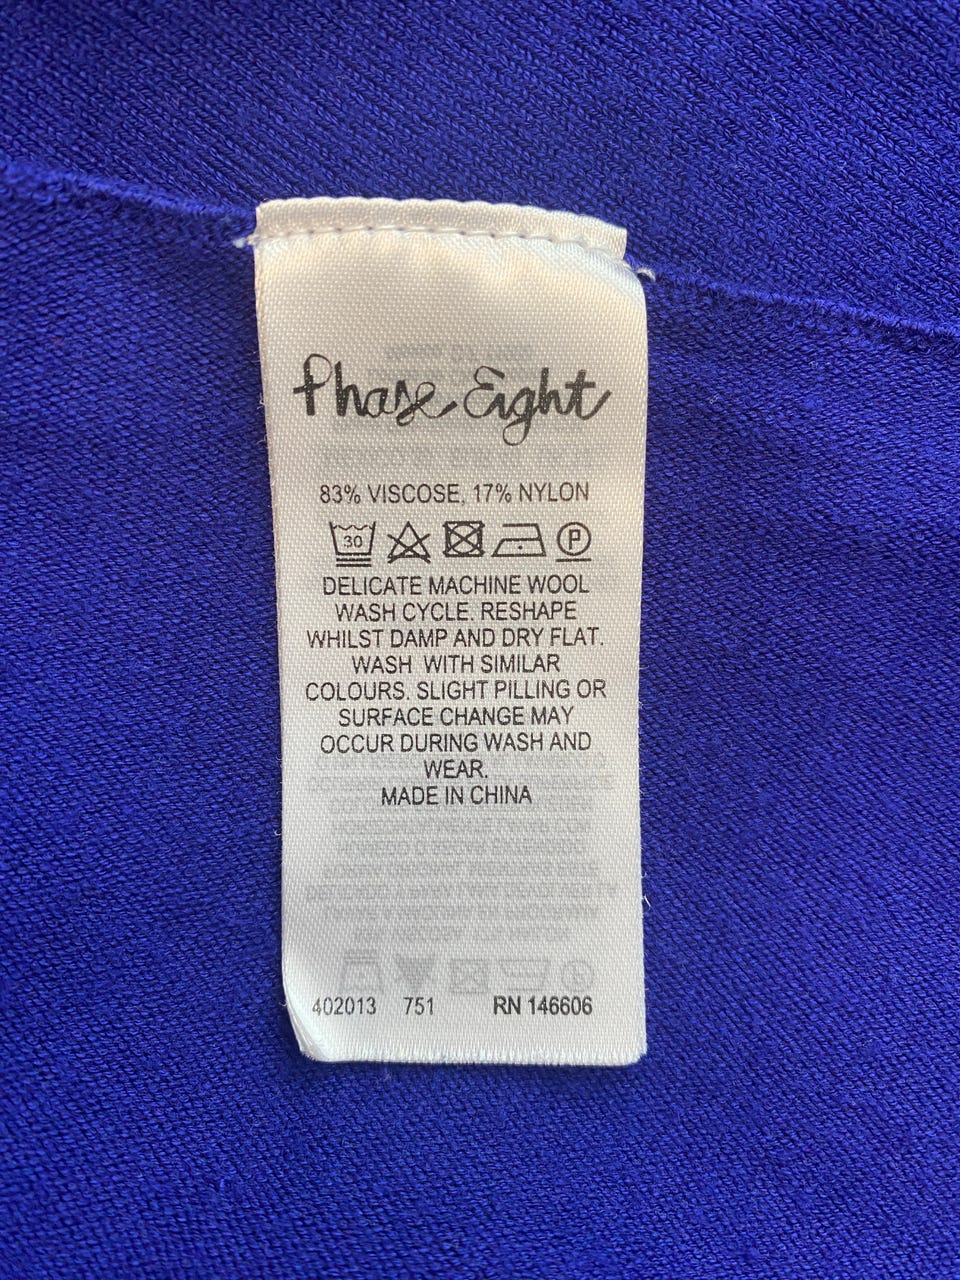 Phase Eight
83% VISCOSE, 17% NYLON
30 P
DELICATE MACHINE WOOL
WASH CYCLE. RESHAPE
WHILST DAMP AND DRY FLAT.
WASH WITH SIMILAR
COLOURS. SLIGHT PILLING OR
SURFACE CHANGE MAY
OCCUR DURING WASH AND
WEAR.
MADE IN CHINA
402013 751 RN 146606